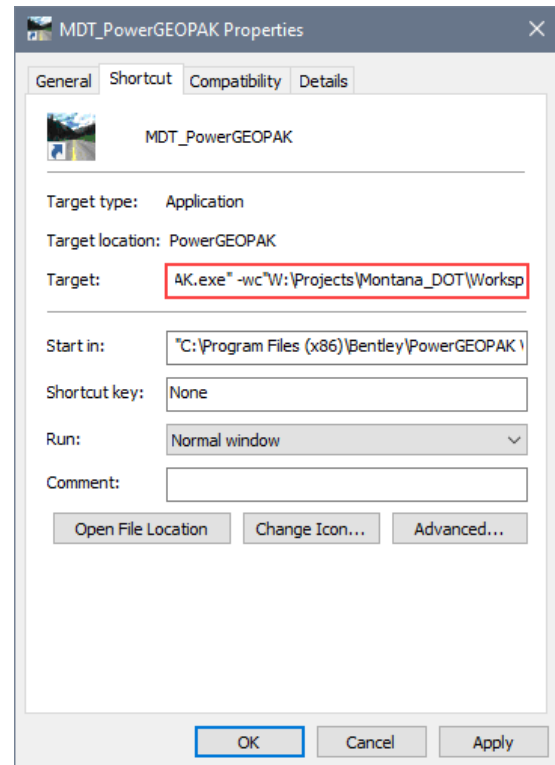 MDT_PowerGEOPAK Properties
General Shortcut Compatibility Details
MDT_PowerGEOPAK
Target type: Application
Target location: PowerGEOPAK
Target: AK.exe" -wc"W:\Projects\Montana_DOT\Worksp
Start in: "C:\Program Files (x86)\Bentley\PowerGEOPAK \
Shortcut key: None
Run: Normal window
Comment:
Open File Location Change Icon... Advanced...
OK Cancel Apply